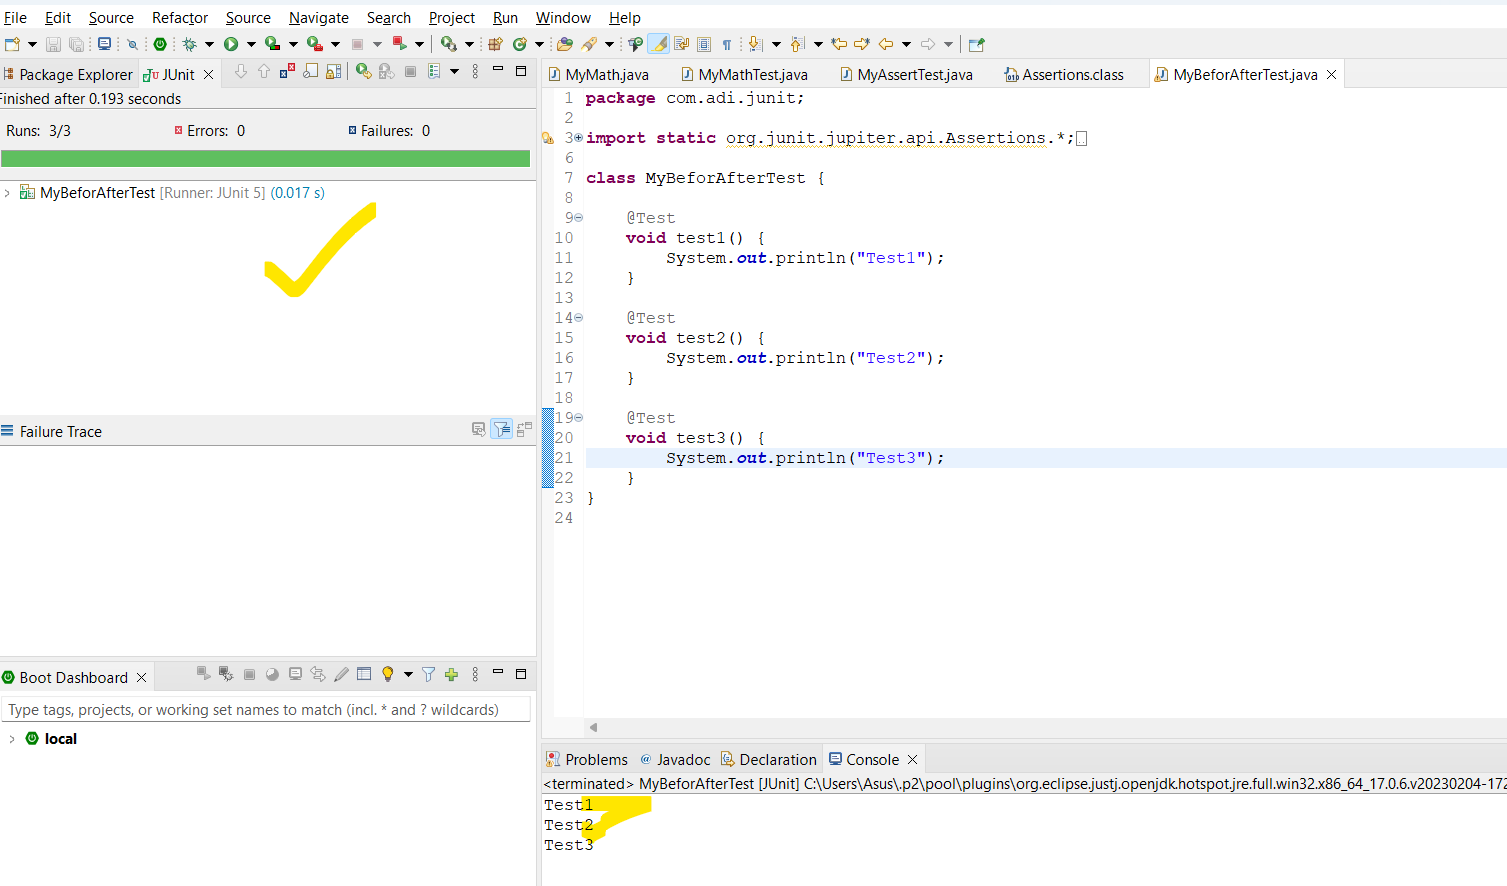 File Edit Source Refactor Source Navigate Search Project Run Window Help
Package Explorer JUnit
Finished after 0.193 seconds
Runs: 3/3 Errors: 0 Failures: 0
MyBeforAfterTest [Runner: JUnit 5] (0.017 s)
Failure Trace
Boot Dashboard
Type tags, projects, or working set names to match (incl. * and ? wildcards)
local
MyMath.java MyMathTest.java MyAssertTest.java Assertions.class MyBeforAfterTest.java
1 package com.adi.junit;
2
3 import static org.junit.jupiter.api.Assertions.*;
6
7 class MyBeforAfterTest {
8
9 @Test
10 void test1() {
11 System.out.println("Test1");
12 }
13
14 @Test
15 void test2() {
16 System.out.println("Test2");
17 }
18
19 @Test
20 void test3() {
21 System.out.println("Test3");
22 }
23 }
24
Problems @ Javadoc Declaration Console
<terminated> MyBeforAfterTest [JUnit] C:\Users\Asus\.p2\pool\plugins\org.eclipse.justj.openjdk.hotspot.jre.full.win32.x86_64_17.0.6.v20230204-172
Test1
Test2
Test3